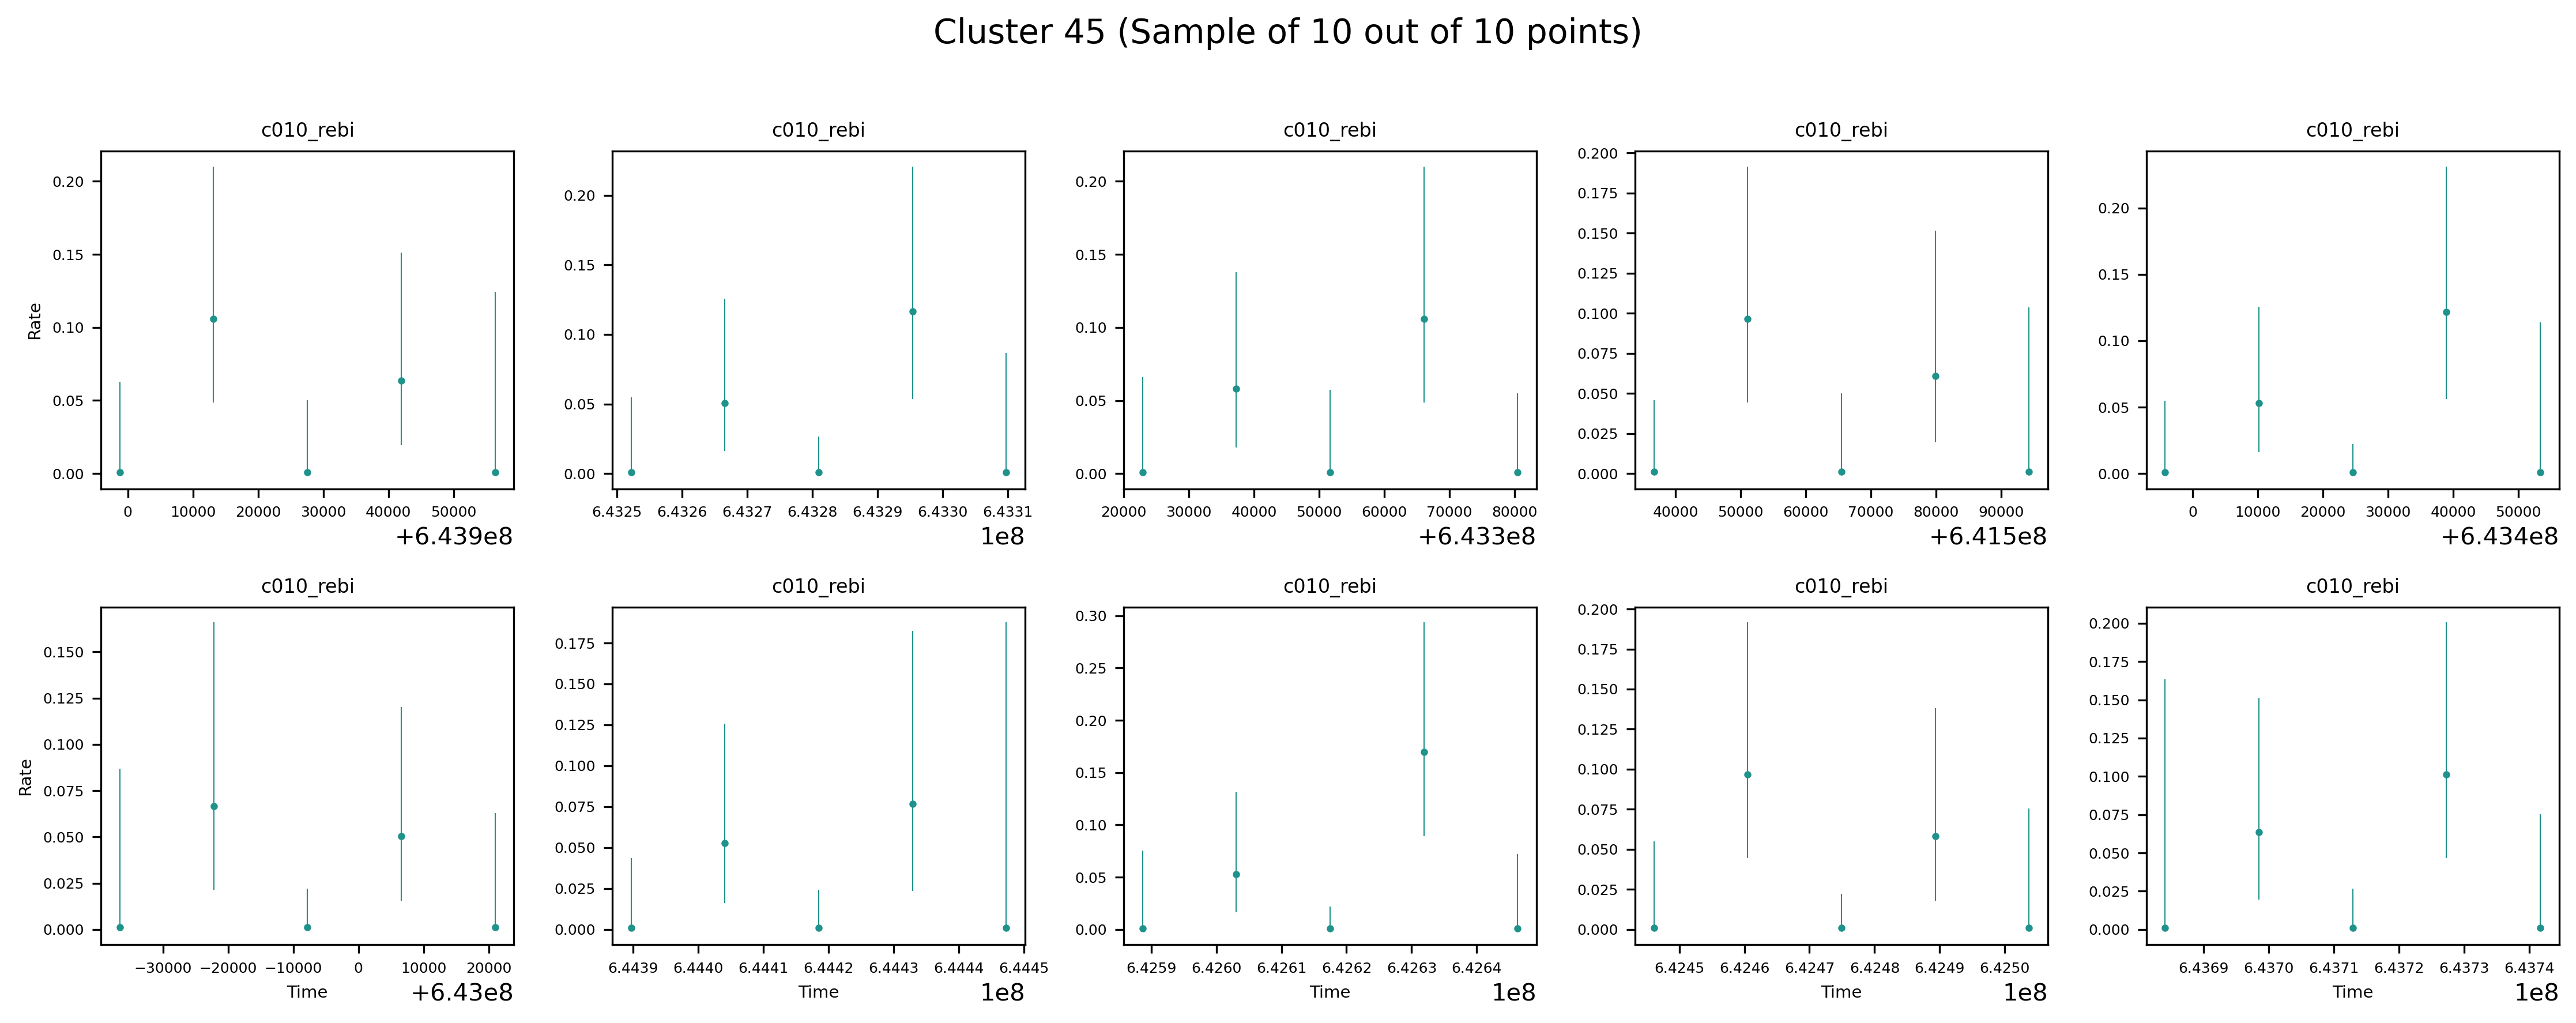 Cluster 45 (Sample of 10 out of 10 points)
c010_rebi c010_rebi c010_rebi c010_rebi c010_rebi
Rate
0.20 0.15 0.10 0.05 0.00
0 10000 20000 30000 40000 50000
+6.439e8
0.20 0.15 0.10 0.05 0.00
6.4325 6.4326 6.4327 6.4328 6.4329 6.4330 6.4331
1e8
0.20 0.15 0.10 0.05 0.00
20000 30000 40000 50000 60000 70000 80000
+6.433e8
0.200 0.175 0.150 0.125 0.100 0.075 0.050 0.025 0.000
40000 50000 60000 70000 80000 90000
+6.415e8
0.20 0.15 0.10 0.05 0.00
0 10000 20000 30000 40000 50000
+6.434e8
c010_rebi c010_rebi c010_rebi c010_rebi c010_rebi
Rate
0.150 0.125 0.100 0.075 0.050 0.025 0.000
−30000 −20000 −10000 0 10000 20000
Time +6.43e8
0.175 0.150 0.125 0.100 0.075 0.050 0.025 0.000
6.4439 6.4440 6.4441 6.4442 6.4443 6.4444 6.4445
Time 1e8
0.30 0.25 0.20 0.15 0.10 0.05 0.00
6.4259 6.4260 6.4261 6.4262 6.4263 6.4264
Time 1e8
0.200 0.175 0.150 0.125 0.100 0.075 0.050 0.025 0.000
6.4245 6.4246 6.4247 6.4248 6.4249 6.4250
Time 1e8
0.200 0.175 0.150 0.125 0.100 0.075 0.050 0.025 0.000
6.4369 6.4370 6.4371 6.4372 6.4373 6.4374
Time 1e8